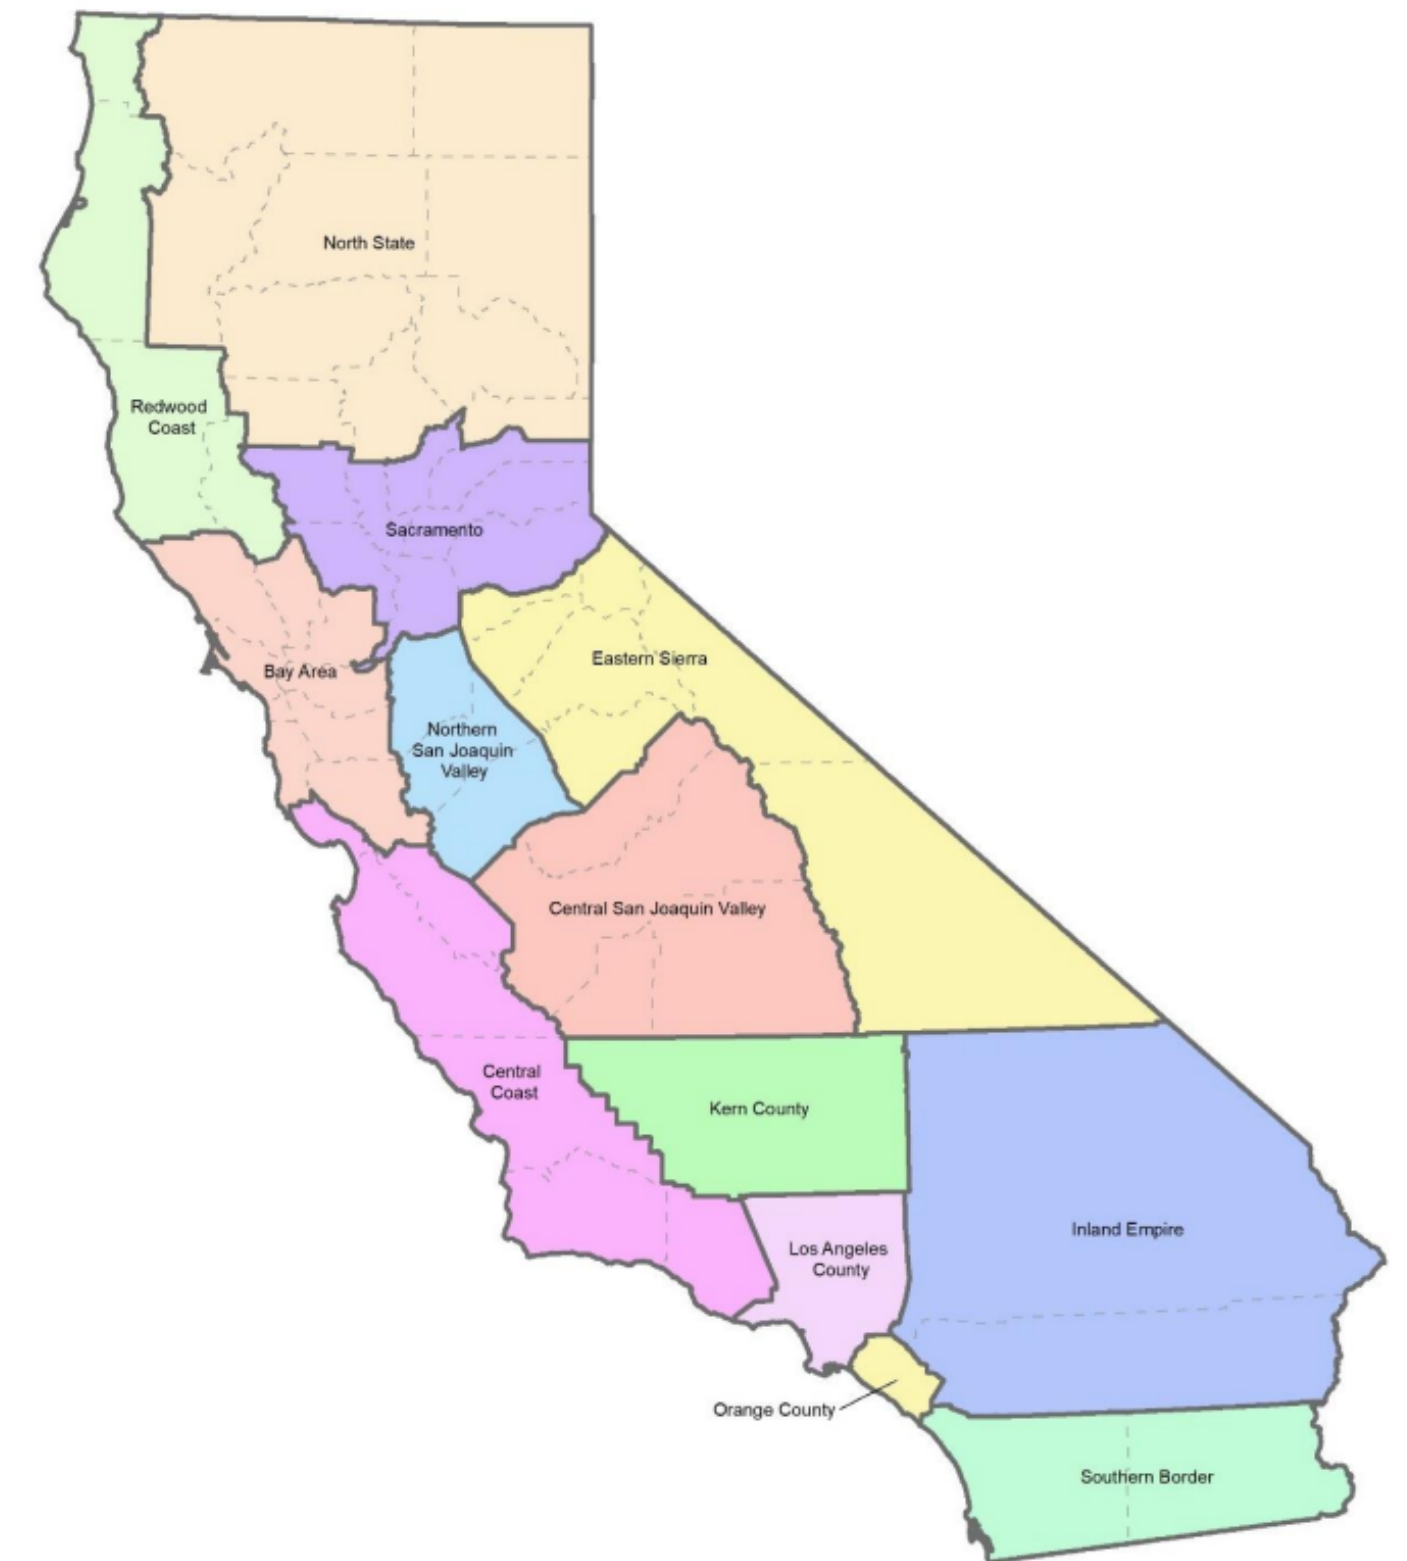 North State
Redwood
Coast
Sacramento
Eastern Sierra
Bay Area
Northern
San Joaquin
Valley
Central San Joaquin Valley
Central
Coast
Kern County
Inland Empire
Los Angeles
County
Orange County
Southern Border